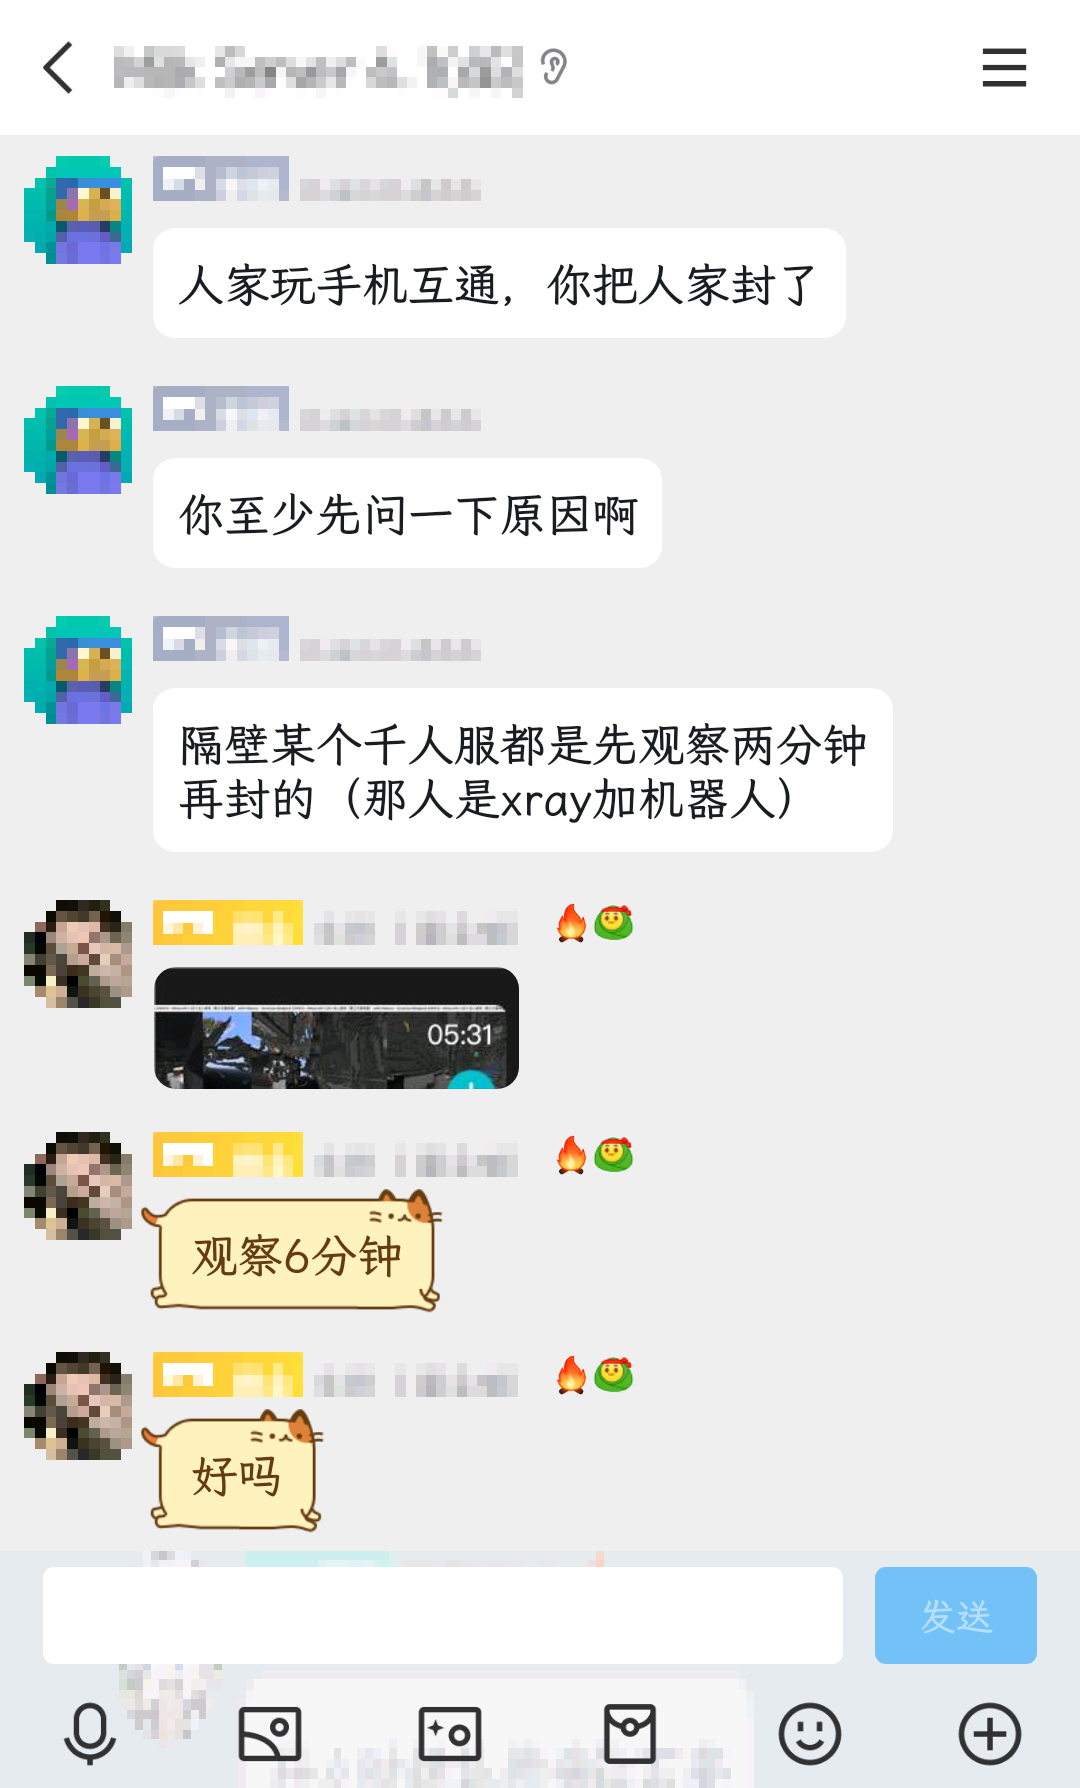 人家玩手机互通，你把人家封了
你至少先问一下原因啊
隔壁某个千人服都是先观察两分钟
再封的（那人是xray加机器人）
05:31
观察6分钟
好吗
发送